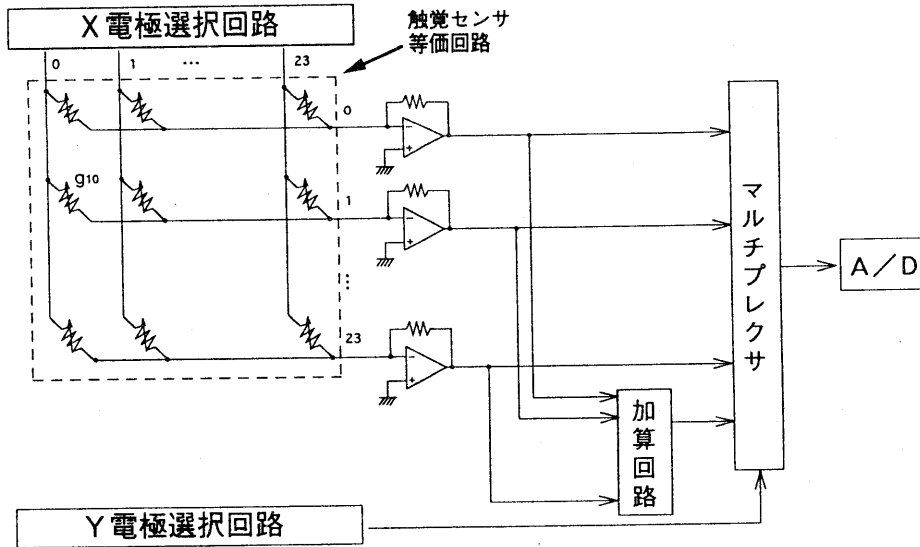 X電極選択回路
触覚センサ
等価回路
0
1
…
23
0
g10
1
…
23
マルチプレクサ
A/D
加算回路
Y電極選択回路